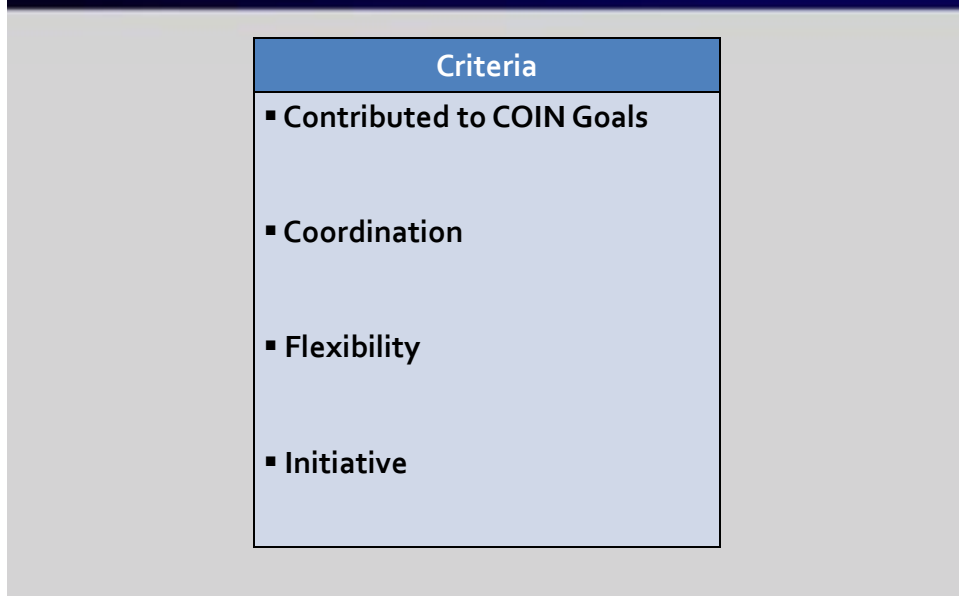 Criteria
▪ Contributed to COIN Goals
▪ Coordination
▪ Flexibility
▪ Initiative